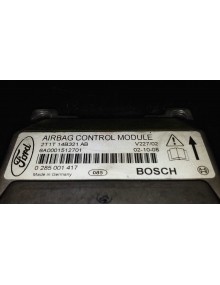 Ford
AIRBAG CONTROL MODULE
2T1T 14B321 AB V227/02
6A0001512701 02-10-08
0 285 001 417 085 BOSCH
Made in Germany